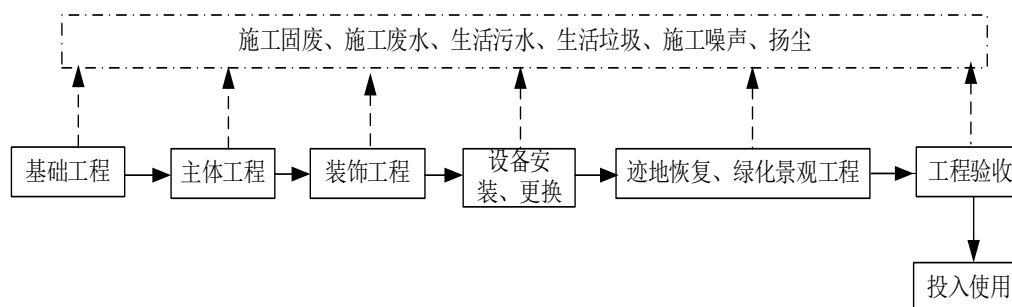 施工固废、施工废水、生活污水、生活垃圾、施工噪声、扬尘
基础工程
主体工程
装饰工程
设备安
装、更换
迹地恢复、绿化景观工程
工程验收
投入使用